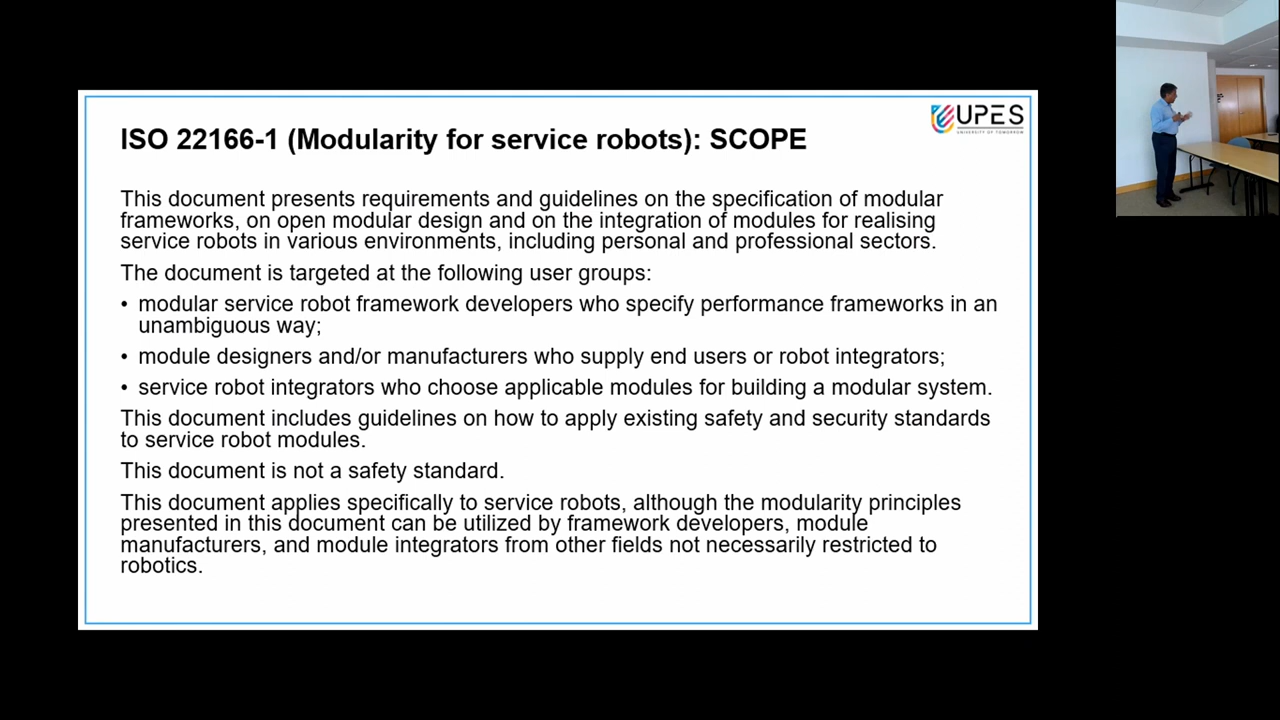 UPES
UNIVERSITY OF TOMORROW
ISO 22166-1 (Modularity for service robots): SCOPE
This document presents requirements and guidelines on the specification of modular
frameworks, on open modular design and on the integration of modules for realising
service robots in various environments, including personal and professional sectors.
The document is targeted at the following user groups:
• modular service robot framework developers who specify performance frameworks in an
unambiguous way;
• module designers and/or manufacturers who supply end users or robot integrators;
• service robot integrators who choose applicable modules for building a modular system.
This document includes guidelines on how to apply existing safety and security standards
to service robot modules.
This document is not a safety standard.
This document applies specifically to service robots, although the modularity principles
presented in this document can be utilized by framework developers, module
manufacturers, and module integrators from other fields not necessarily restricted to
robotics.